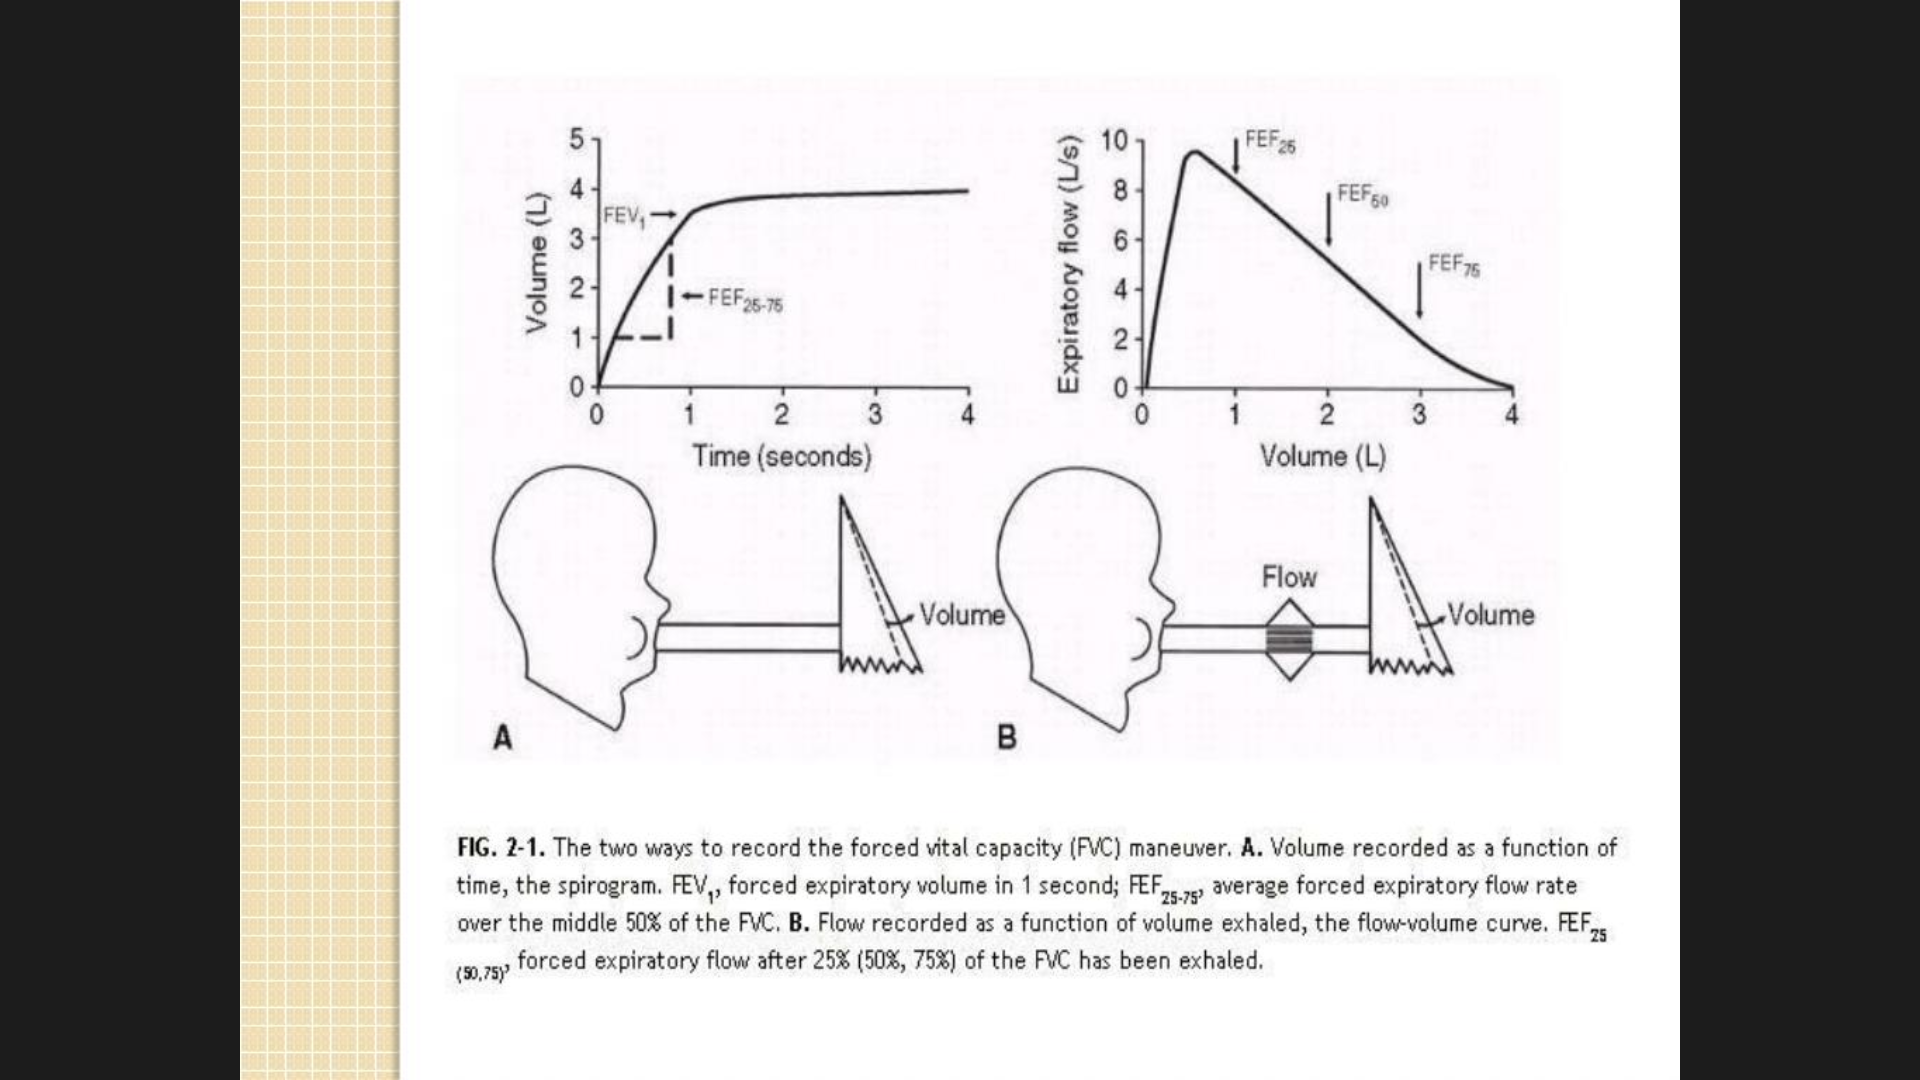 5
4
3
2
1
0
Volume (L)
FEV1
FEF25-75
0 1 2 3 4
Time (seconds)
10
8
6
4
2
0
Expiratory flow (L/s)
FEF25
FEF50
FEF75
0 1 2 3 4
Volume (L)
Volume
A
Flow
Volume
B
FIG. 2-1. The two ways to record the forced vital capacity (FVC) maneuver. A. Volume recorded as a function of
time, the spirogram. FEV1, forced expiratory volume in 1 second; FEF25-75, average forced expiratory flow rate
over the middle 50% of the FVC. B. Flow recorded as a function of volume exhaled, the flow-volume curve. FEF25
(50,75), forced expiratory flow after 25% (50%, 75%) of the FVC has been exhaled.